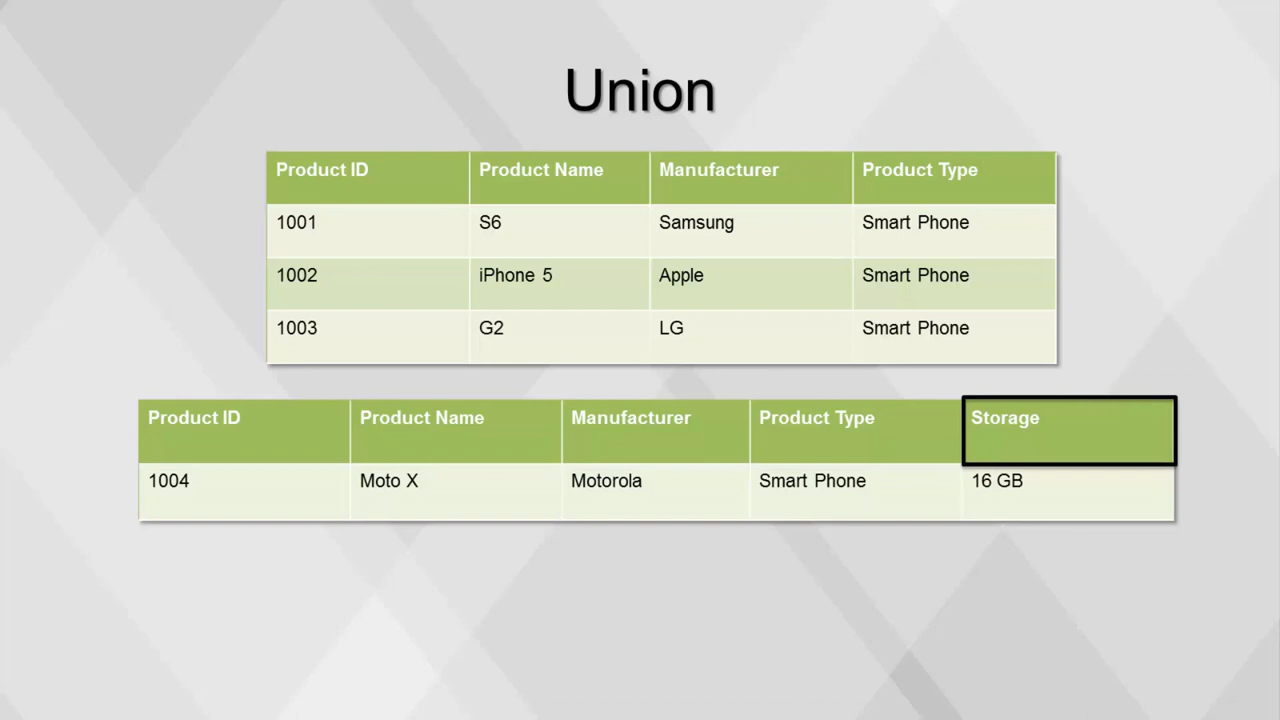 Union
Product ID Product Name Manufacturer Product Type
1001 S6 Samsung Smart Phone
1002 iPhone 5 Apple Smart Phone
1003 G2 LG Smart Phone
Product ID Product Name Manufacturer Product Type Storage
1004 Moto X Motorola Smart Phone 16 GB